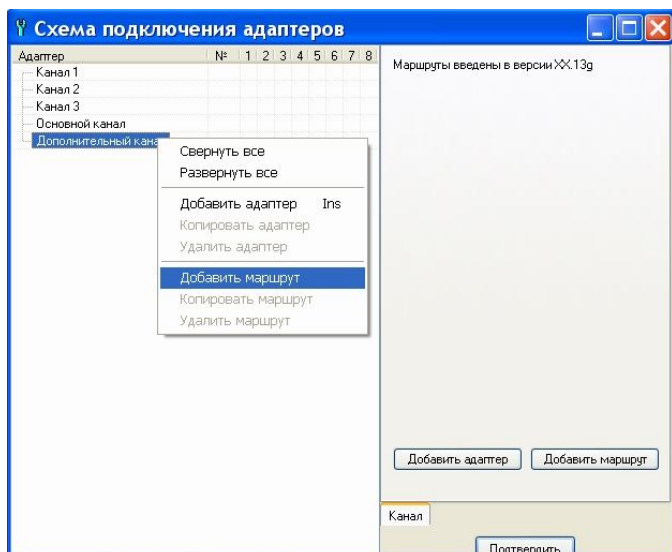 Схема подключения адаптеров
Адаптер № 1 2 3 4 5 6 7 8
Канал 1
Канал 2
Канал 3
Основной канал
Дополнительный кана
Свернуть все
Развернуть все
Добавить адаптер Ins
Копировать адаптер
Удалить адаптер
Добавить маршрут
Копировать маршрут
Удалить маршрут
Маршруты введены в версии XX.13g
Добавить адаптер Добавить маршрут
Канал
Подтвердить